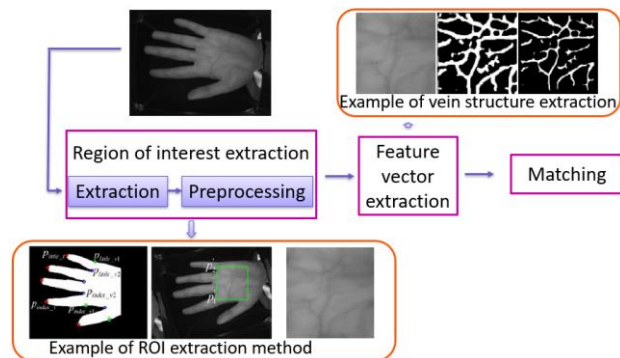 Example of vein structure extraction
Region of interest extraction
Extraction
Preprocessing
Feature
vector
extraction
Matching
Example of ROI extraction method